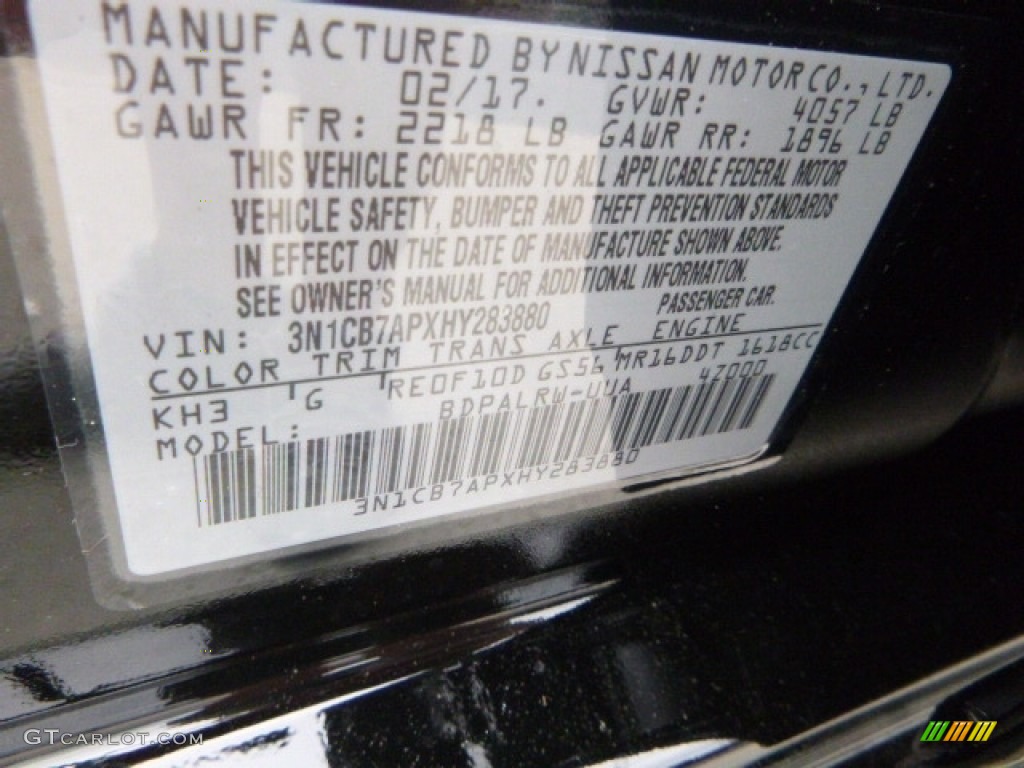 MANUFACTURED BY NISSAN MOTOR CO., LTD.
DATE: 02/17. GVWR: 4057 LB
GAWR FR: 2218 LB GAWR RR: 1896 LB
THIS VEHICLE CONFORMS TO ALL APPLICABLE FEDERAL MOTOR
VEHICLE SAFETY, BUMPER AND THEFT PREVENTION STANDARDS
IN EFFECT ON THE DATE OF MANUFACTURE SHOWN ABOVE.
SEE OWNER'S MANUAL FOR ADDITIONAL INFORMATION.
VIN: 3N1CB7APXHY283880 PASSENGER CAR.
COLOR TRIM TRANS AXLE ENGINE
KH3 G RE0F10D GS56 MR16DDT 1618CC
MODEL: BDPALRW-UUA 4Z000
3N1CB7APXHY283880
GTCARLOT.COM